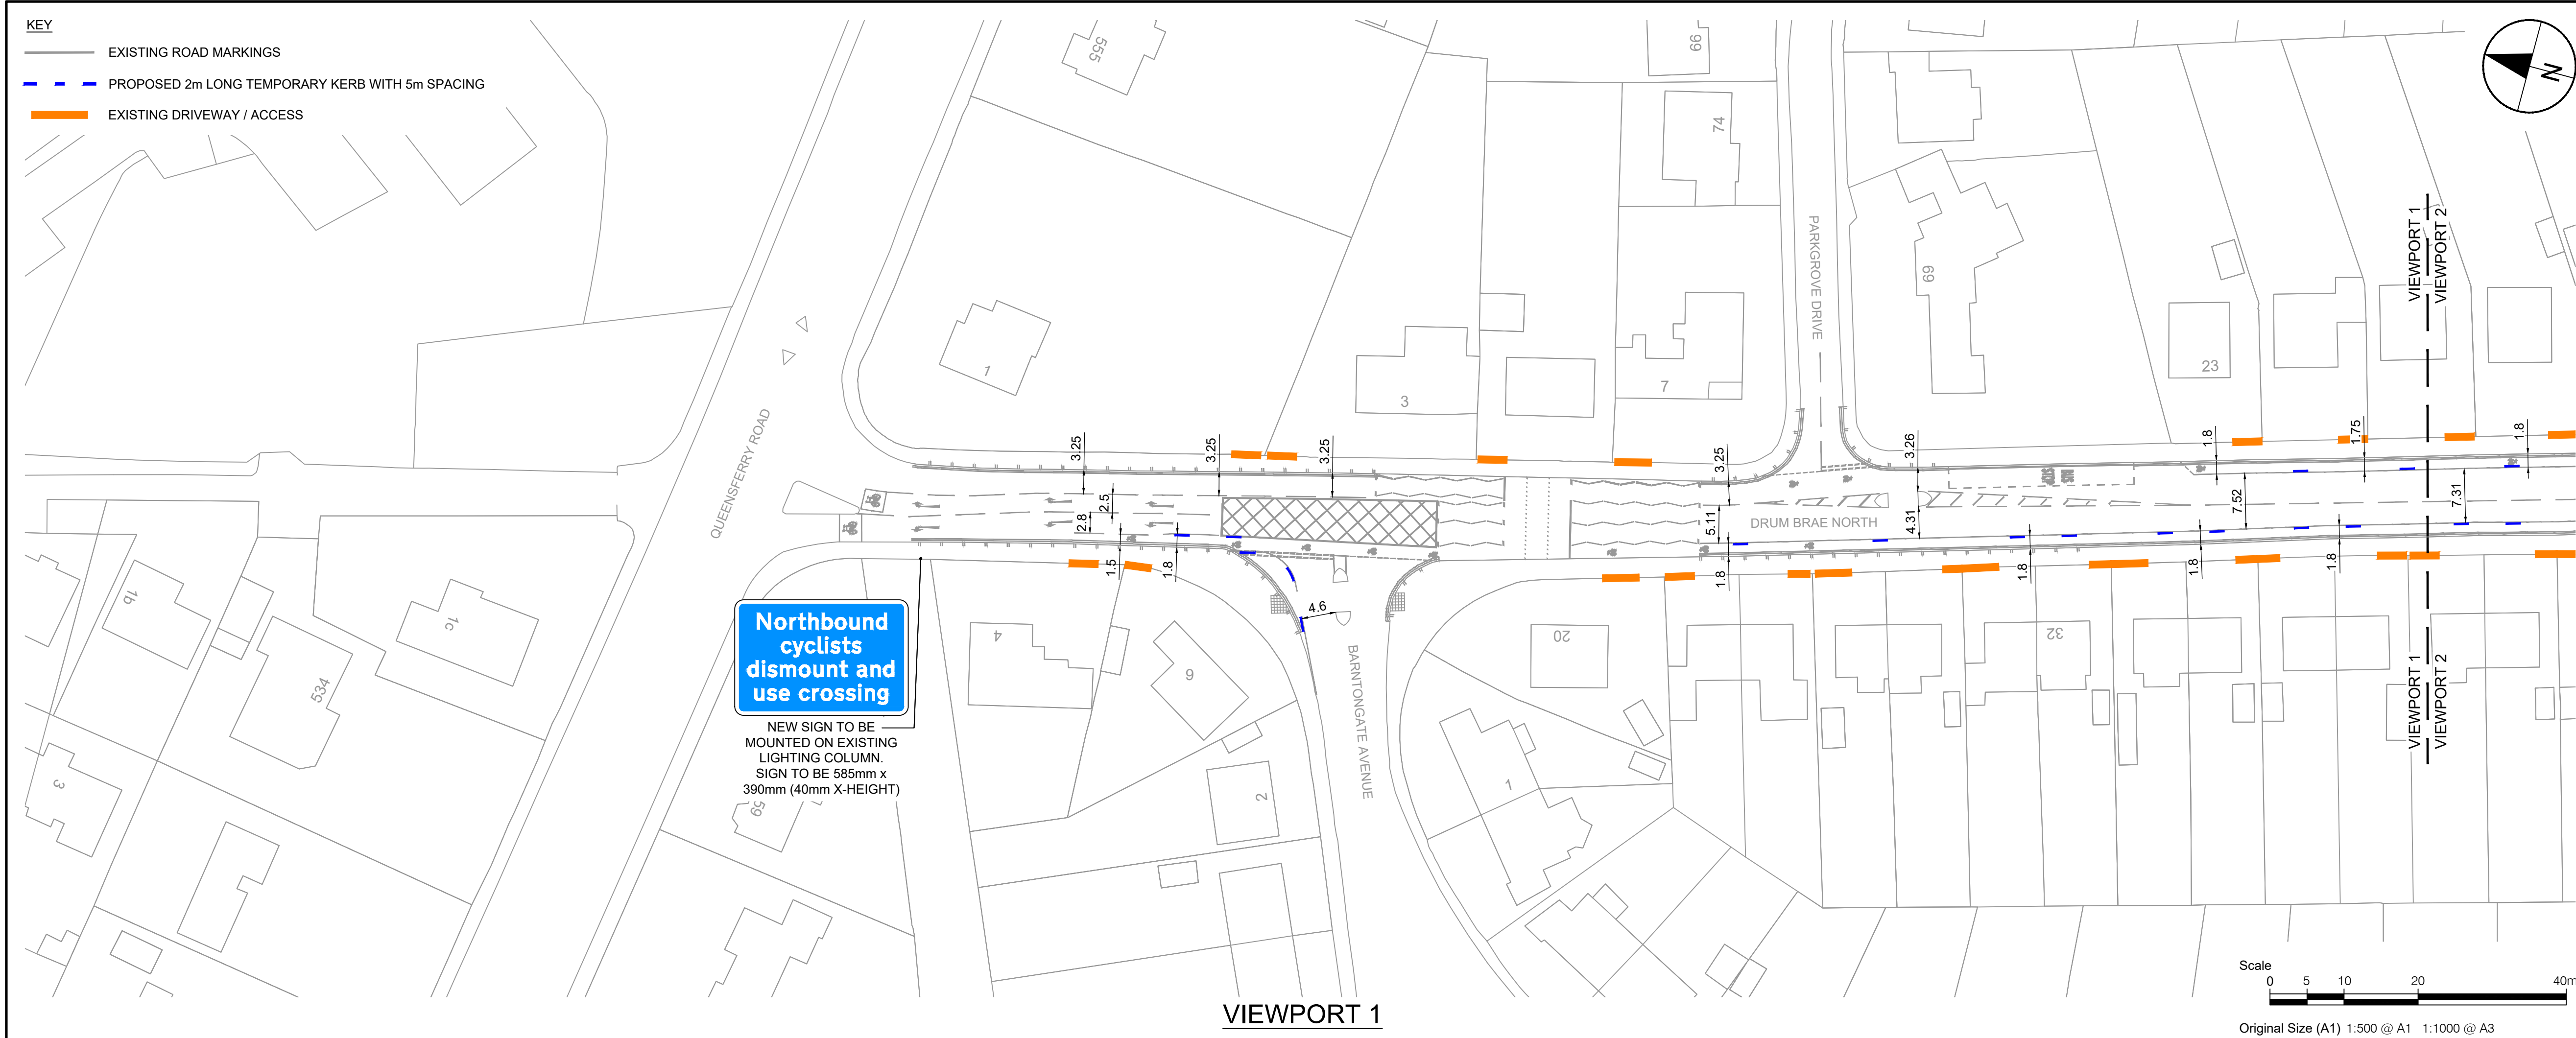 KEY
EXISTING ROAD MARKINGS
PROPOSED 2m LONG TEMPORARY KERB WITH 5m SPACING
EXISTING DRIVEWAY / ACCESS
N
555
66
74
69
1
3
7
23
QUEENSFERRY ROAD
PARKGROVE DRIVE
VIEWPORT 1
VIEWPORT 2
3.25
3.25
3.25
3.25
3.26
1.8
1.75
1.8
2.5
2.8
5.11
4.31
7.52
7.31
BUS
STOP
DRUM BRAE NORTH
1.5
1.8
1.8
1.8
1.8
1.8
4.6
1b
1c
534
3
59
4
6
2
20
32
1
BARNTONGATE AVENUE
Northbound
cyclists
dismount and
use crossing
NEW SIGN TO BE
MOUNTED ON EXISTING
LIGHTING COLUMN.
SIGN TO BE 585mm x
390mm (40mm X-HEIGHT)
VIEWPORT 1
VIEWPORT 2
VIEWPORT 1
Scale
0 5 10 20 40m
Original Size (A1) 1:500 @ A1 1:1000 @ A3